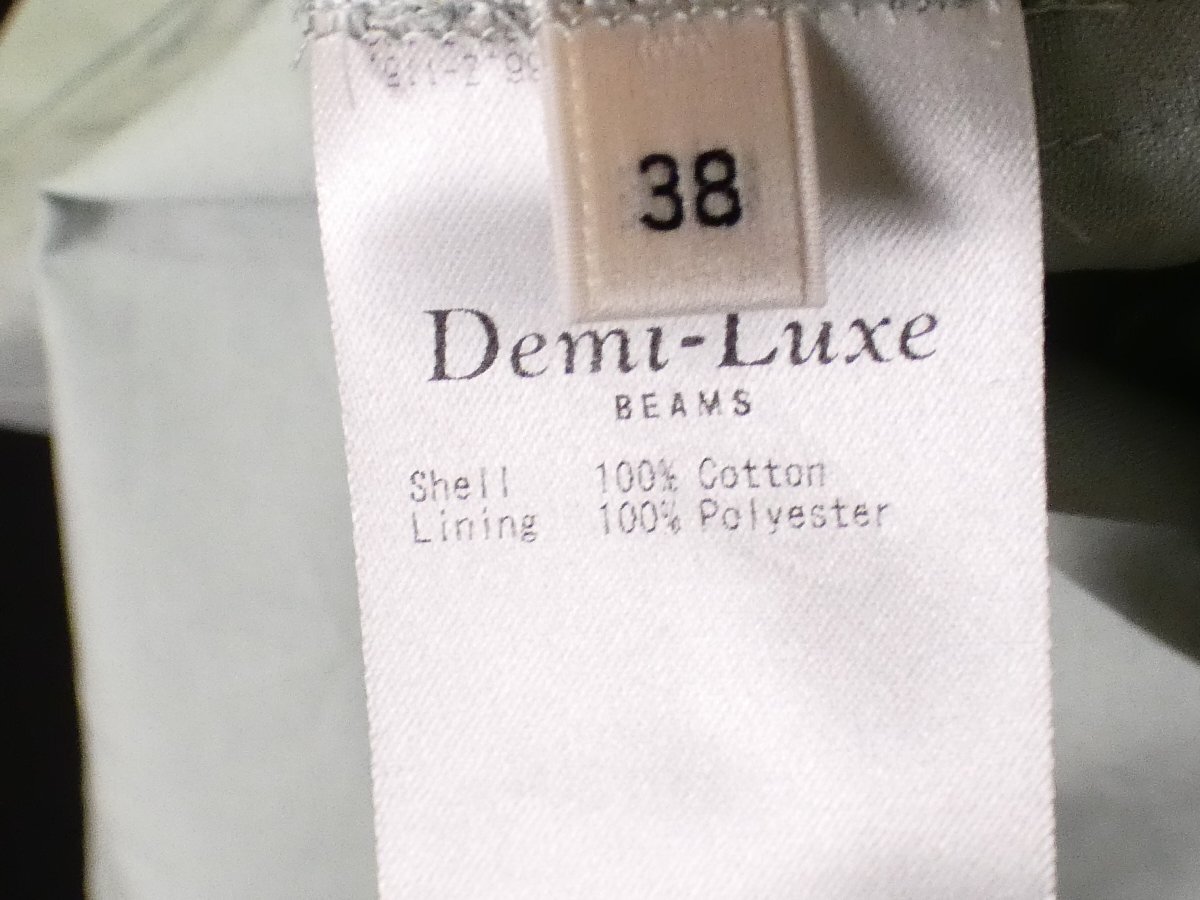 38
Demi-Luxe
BEAMS
Shell 100% Cotton
Lining 100% Polyester